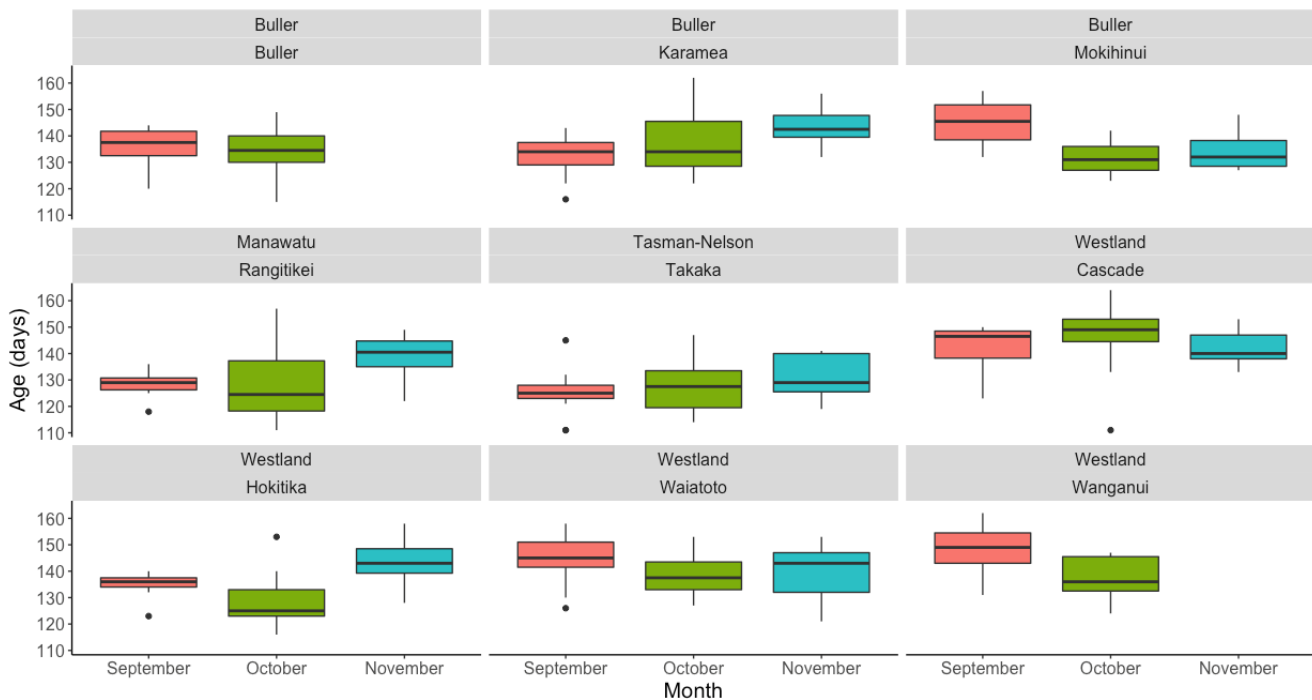 Buller Buller Buller
Buller Karamea Mokihinui
160
150
140
130
120
110
Manawatu Tasman-Nelson Westland
Rangitikei Takaka Cascade
160
150
140
130
120
110
Age (days)
Westland Westland Westland
Hokitika Waiatoto Wanganui
160
150
140
130
120
110
September October November September October November September October November
Month